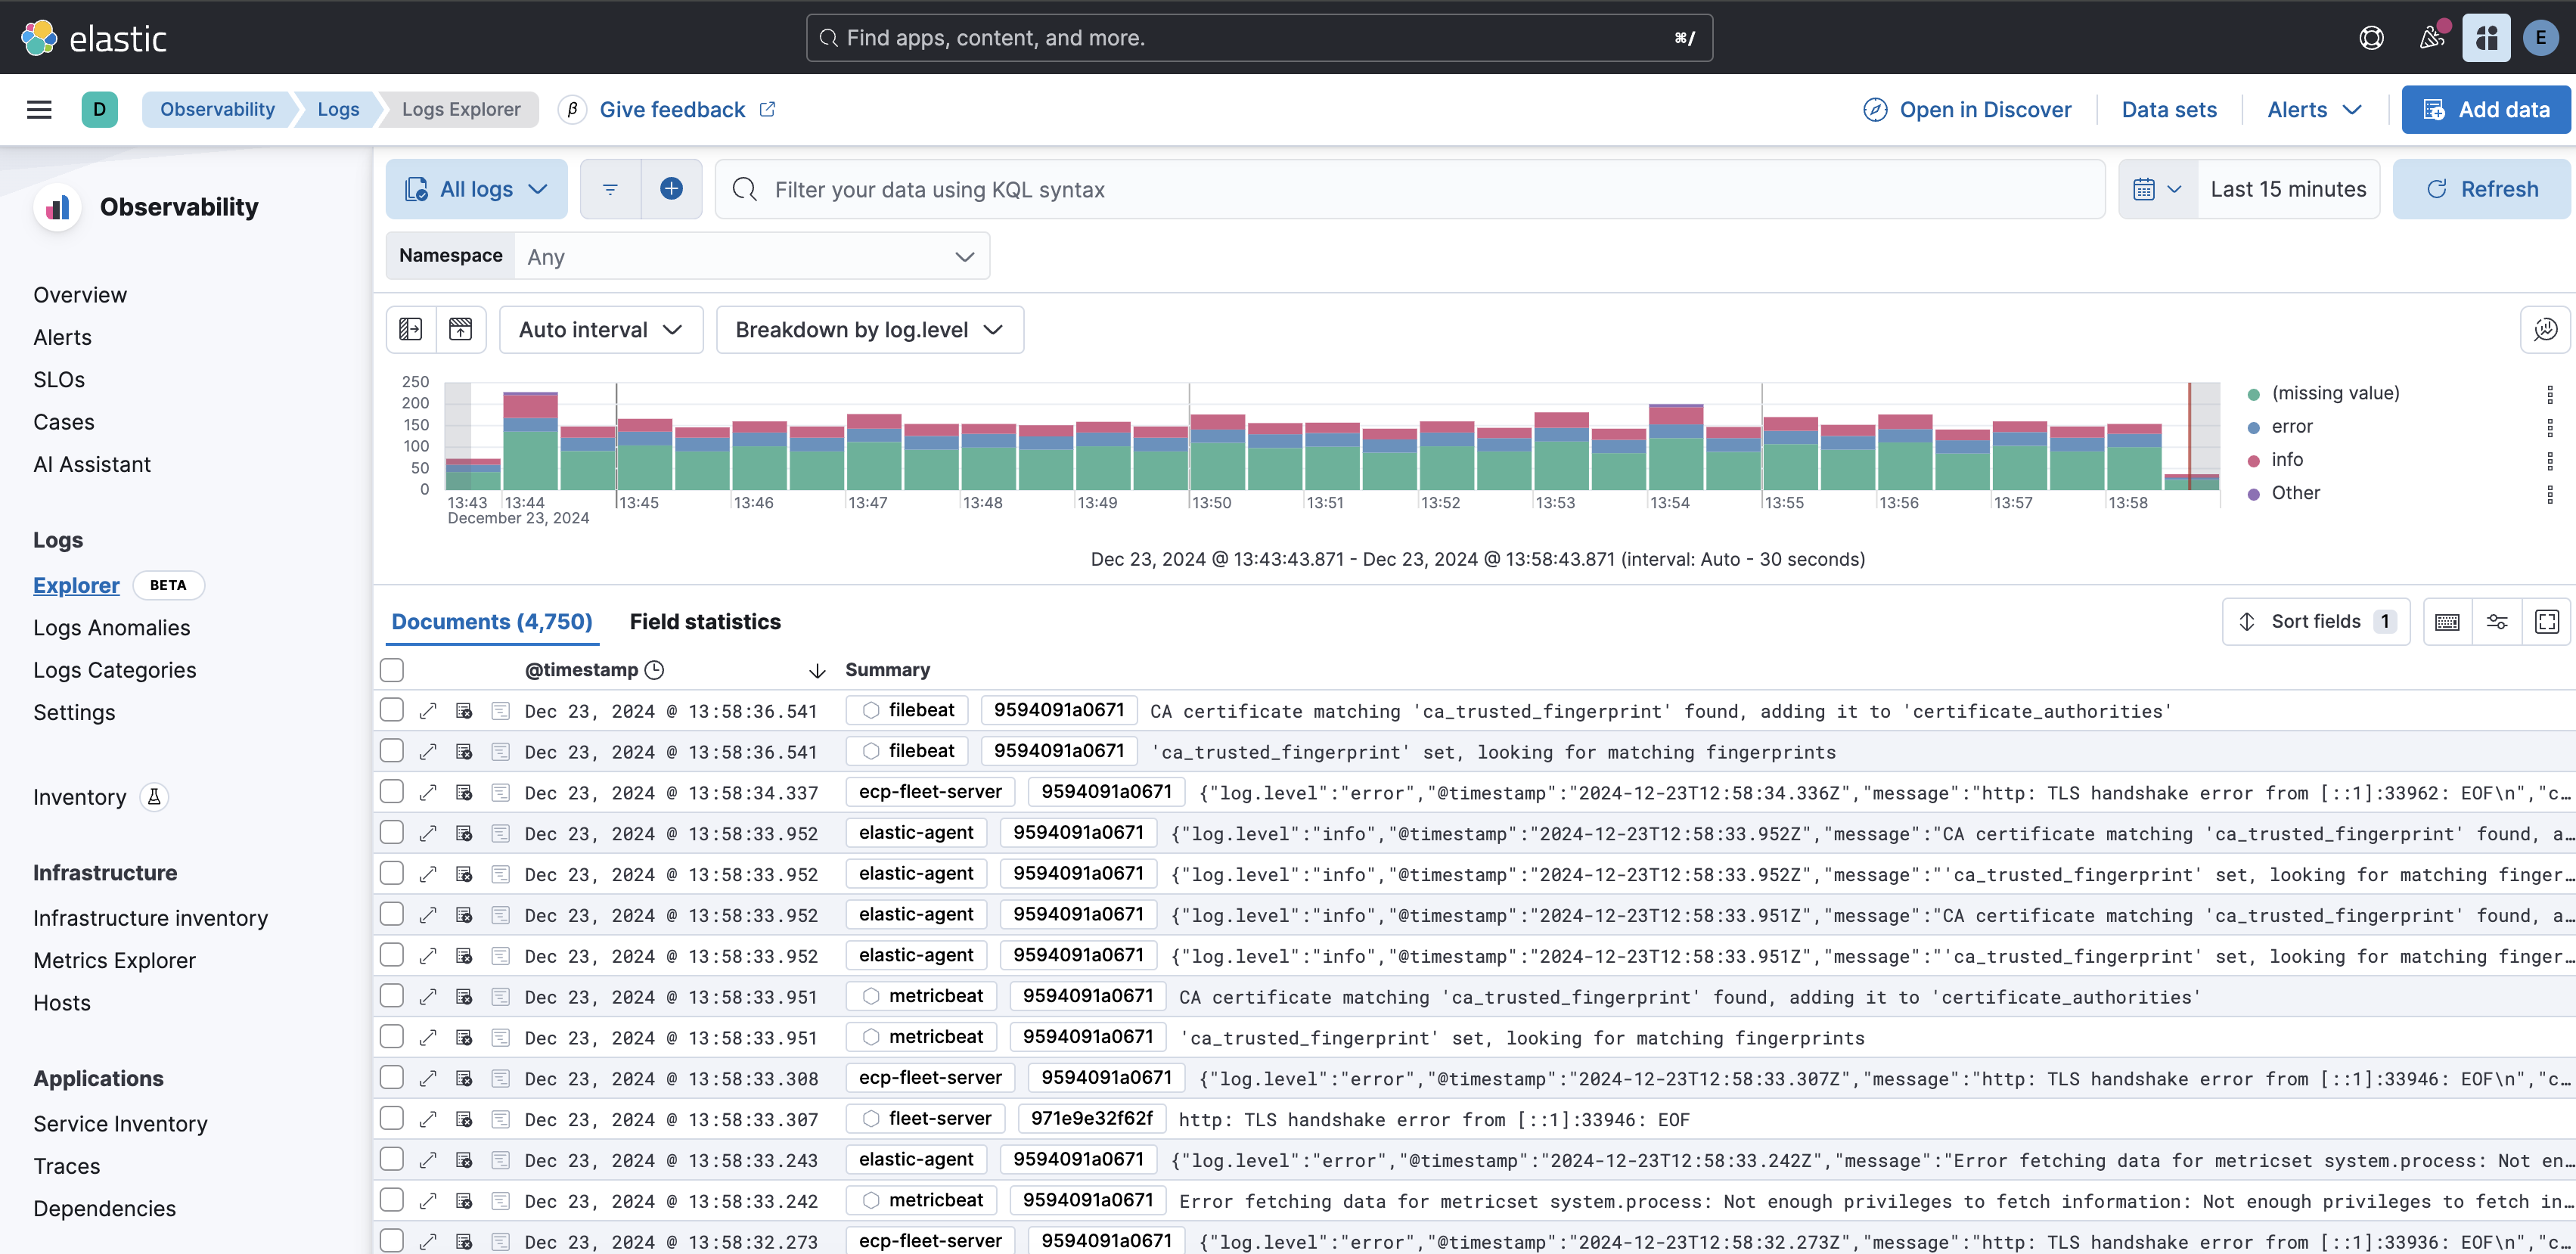 elastic
Find apps, content, and more.
⌘/
E
D
Observability
Logs
Logs Explorer
β
Give feedback
Open in Discover
Data sets
Alerts
Add data
Observability
Overview
Alerts
SLOs
Cases
AI Assistant
Logs
Explorer
BETA
Logs Anomalies
Logs Categories
Settings
Inventory
Infrastructure
Infrastructure inventory
Metrics Explorer
Hosts
Applications
Service Inventory
Traces
Dependencies
All logs
Filter your data using KQL syntax
Last 15 minutes
Refresh
Namespace Any
Auto interval
Breakdown by log.level
250
200
150
100
50
0
13:43 13:44 13:45 13:46 13:47 13:48 13:49 13:50 13:51 13:52 13:53 13:54 13:55 13:56 13:57 13:58
December 23, 2024
(missing value)
error
info
Other
Dec 23, 2024 @ 13:43:43.871 - Dec 23, 2024 @ 13:58:43.871 (interval: Auto - 30 seconds)
Documents (4,750) Field statistics
Sort fields 1
@timestamp Summary
Dec 23, 2024 @ 13:58:36.541 filebeat 9594091a0671 CA certificate matching 'ca_trusted_fingerprint' found, adding it to 'certificate_authorities'
Dec 23, 2024 @ 13:58:36.541 filebeat 9594091a0671 'ca_trusted_fingerprint' set, looking for matching fingerprints
Dec 23, 2024 @ 13:58:34.337 ecp-fleet-server 9594091a0671 {"log.level":"error","@timestamp":"2024-12-23T12:58:34.336Z","message":"http: TLS handshake error from [::1]:33962: EOF\n","c…
Dec 23, 2024 @ 13:58:33.952 elastic-agent 9594091a0671 {"log.level":"info","@timestamp":"2024-12-23T12:58:33.952Z","message":"CA certificate matching 'ca_trusted_fingerprint' found, a…
Dec 23, 2024 @ 13:58:33.952 elastic-agent 9594091a0671 {"log.level":"info","@timestamp":"2024-12-23T12:58:33.952Z","message":"'ca_trusted_fingerprint' set, looking for matching finger…
Dec 23, 2024 @ 13:58:33.952 elastic-agent 9594091a0671 {"log.level":"info","@timestamp":"2024-12-23T12:58:33.951Z","message":"CA certificate matching 'ca_trusted_fingerprint' found, a…
Dec 23, 2024 @ 13:58:33.952 elastic-agent 9594091a0671 {"log.level":"info","@timestamp":"2024-12-23T12:58:33.951Z","message":"'ca_trusted_fingerprint' set, looking for matching finger…
Dec 23, 2024 @ 13:58:33.951 metricbeat 9594091a0671 CA certificate matching 'ca_trusted_fingerprint' found, adding it to 'certificate_authorities'
Dec 23, 2024 @ 13:58:33.951 metricbeat 9594091a0671 'ca_trusted_fingerprint' set, looking for matching fingerprints
Dec 23, 2024 @ 13:58:33.308 ecp-fleet-server 9594091a0671 {"log.level":"error","@timestamp":"2024-12-23T12:58:33.307Z","message":"http: TLS handshake error from [::1]:33946: EOF\n","c…
Dec 23, 2024 @ 13:58:33.307 fleet-server 971e9e32f62f http: TLS handshake error from [::1]:33946: EOF
Dec 23, 2024 @ 13:58:33.243 elastic-agent 9594091a0671 {"log.level":"error","@timestamp":"2024-12-23T12:58:33.242Z","message":"Error fetching data for metricset system.process: Not en…
Dec 23, 2024 @ 13:58:33.242 metricbeat 9594091a0671 Error fetching data for metricset system.process: Not enough privileges to fetch information: Not enough privileges to fetch in…
Dec 23, 2024 @ 13:58:32.273 ecp-fleet-server 9594091a0671 {"log.level":"error","@timestamp":"2024-12-23T12:58:32.273Z","message":"http: TLS handshake error from [::1]:33936: EOF\n","c…